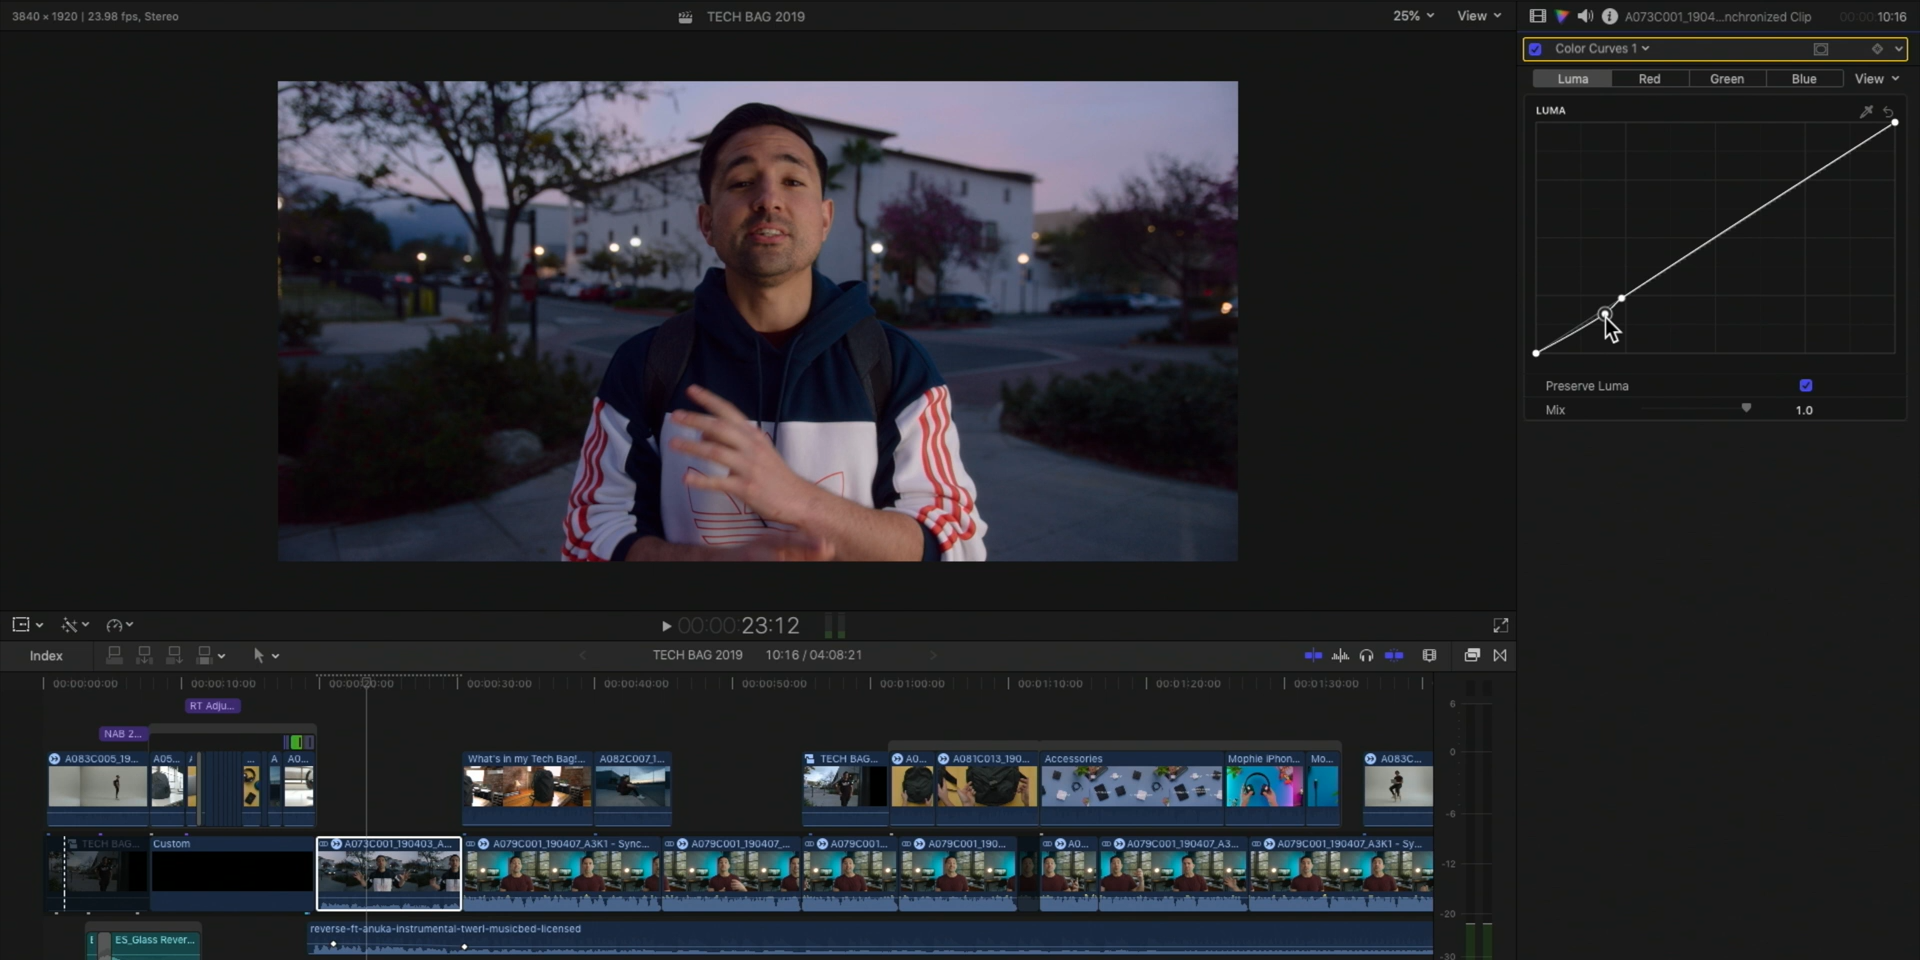 3840 × 1920 | 23.98 fps, Stereo
TECH BAG 2019
25%
View
A073C001_1904...nchronized Clip
00:00:10:16
Color Curves 1
Luma
Red
Green
Blue
View
LUMA
Preserve Luma
Mix
1.0
00:00:23:12
Index
TECH BAG 2019
10:16 / 04:08:21
00:00:00:00
00:00:10:00
00:00:20:00
00:00:30:00
00:00:40:00
00:00:50:00
00:01:00:00
00:01:10:00
00:01:20:00
00:01:30:00
RT Adju...
NAB 2...
A083C005_19...
A05...
A
A0...
What's in my Tech Bag!...
A082C007_1...
TECH BAG...
A0...
A081C013_190...
Accessories
Mophie iPhon...
Mo...
A083C...
TECH BAG...
Custom
A073C001_190403_A...
A079C001_190407_A3K1 - Sync...
A079C001_190407_...
A079C001...
A079C001_190...
A0...
A079C001_190407_A3...
A079C001_190407_A3K1 - Sy...
ES_Glass Rever...
reverse-ft-anuka-instrumental-twerl-musicbed-licensed
6
0
-6
-12
-20
-30